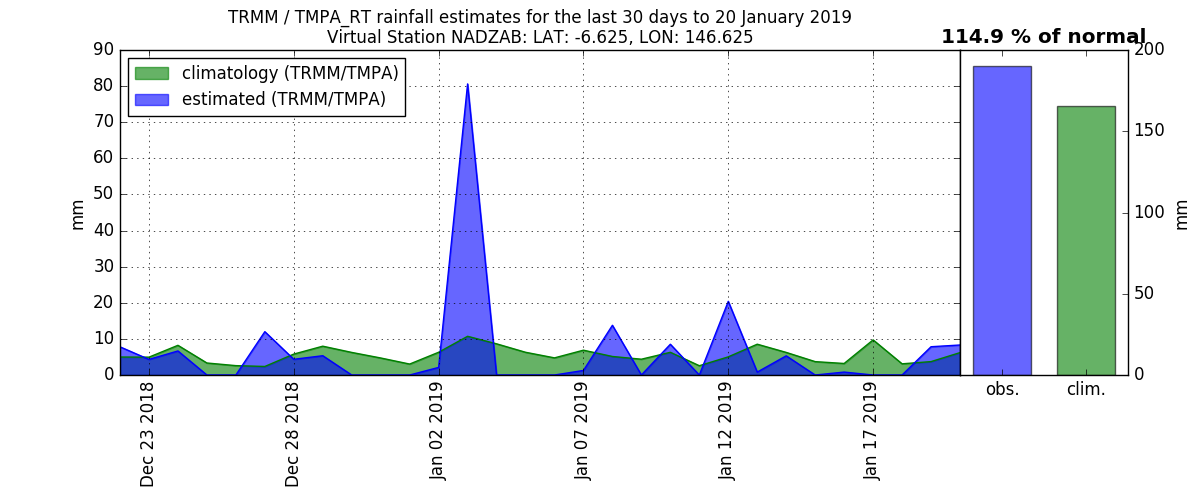 TRMM / TMPA_RT rainfall estimates for the last 30 days to 20 January 2019
Virtual Station NADZAB: LAT: -6.625, LON: 146.625
114.9 % of normal
climatology (TRMM/TMPA)
estimated (TRMM/TMPA)
mm
90
80
70
60
50
40
30
20
10
0
Dec 23 2018
Dec 28 2018
Jan 02 2019
Jan 07 2019
Jan 12 2019
Jan 17 2019
obs.
clim.
200
150
100
50
0
mm